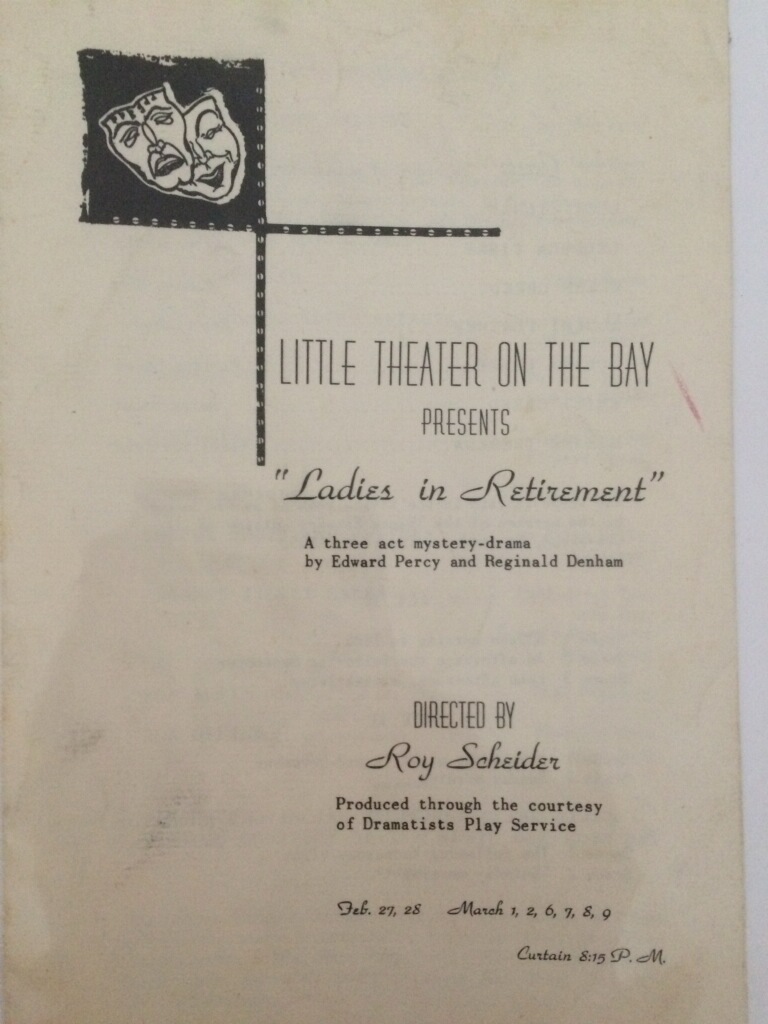 LITTLE THEATER ON THE BAY
PRESENTS
"Ladies in Retirement"
A three act mystery-drama
by Edward Percy and Reginald Denham
DIRECTED BY
Roy Scheider
Produced through the courtesy
of Dramatists Play Service
Feb. 27, 28 March 1, 2, 6, 7, 8, 9
Curtain 8:15 P. M.